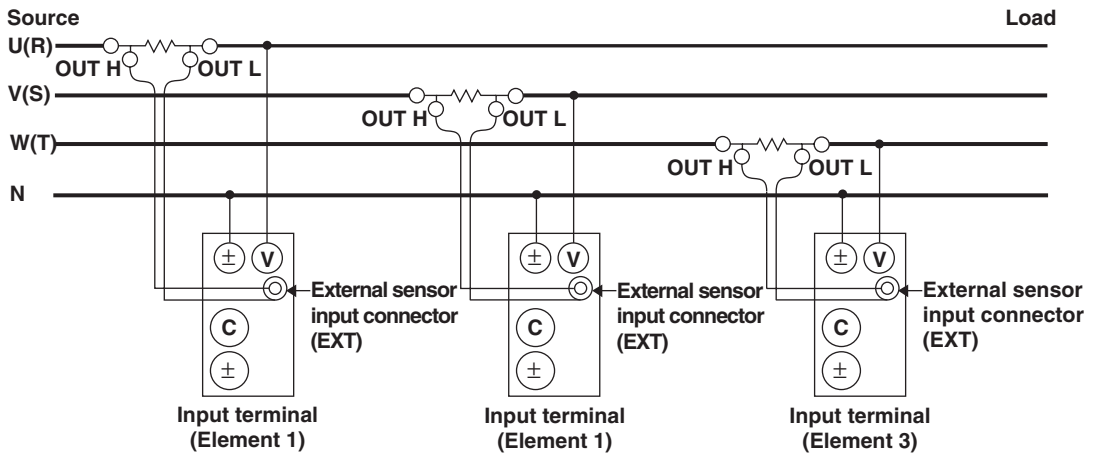 Source
Load
U(R)
OUT H
OUT L
V(S)
OUT H
OUT L
W(T)
OUT H
OUT L
N
± V
± V
± V
External sensor
input connector
(EXT)
External sensor
input connector
(EXT)
External sensor
input connector
(EXT)
C
C
C
±
±
±
Input terminal
(Element 1)
Input terminal
(Element 1)
Input terminal
(Element 3)